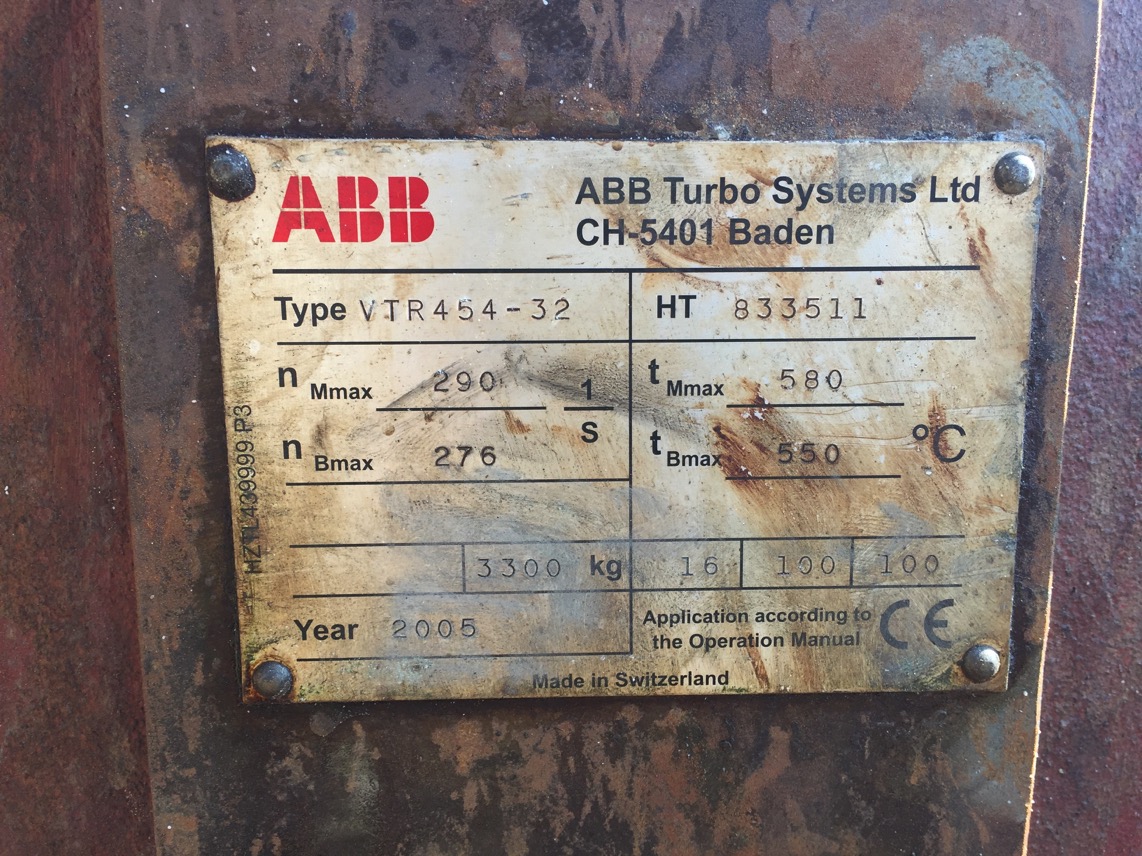 ABB
ABB Turbo Systems Ltd
CH-5401 Baden
Type VTR454-32
HT 833511
n Mmax 290 1
S
n Bmax 276
t Mmax 580
t Bmax 550 °C
3300 kg
16 100 100
Year 2005
Application according to
the Operation Manual
CE
Made in Switzerland